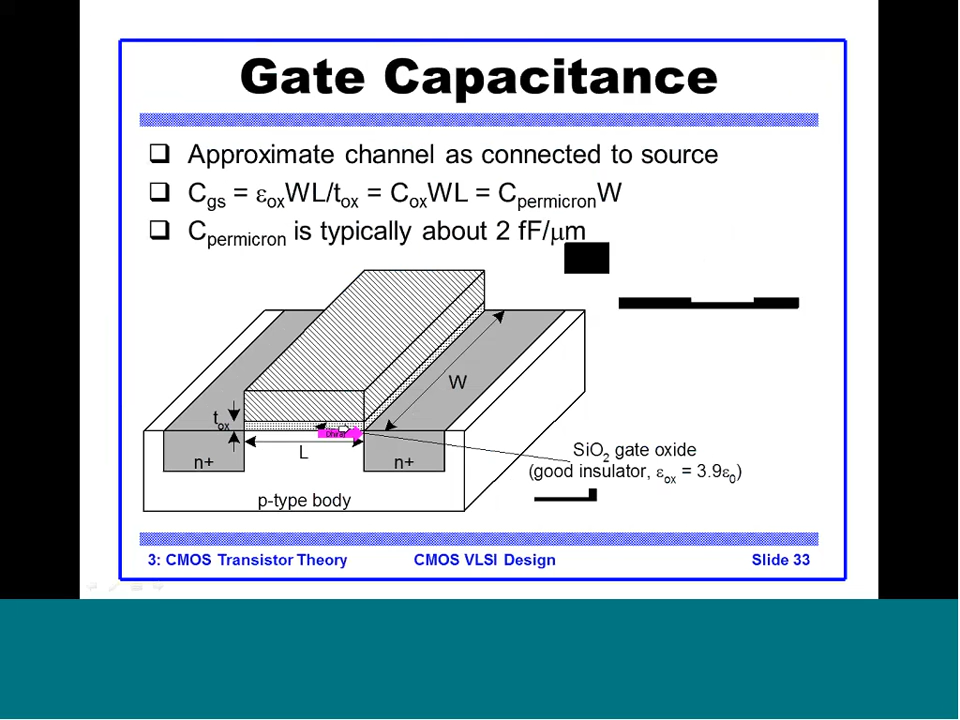 Gate Capacitance
❑ Approximate channel as connected to source
❑ Cgs = εoxWL/tox = CoxWL = CpermicronW
❑ Cpermicron is typically about 2 fF/μm
W
tox
L
n+
n+
SiO2 gate oxide
(good insulator, εox = 3.9ε0)
p-type body
3: CMOS Transistor Theory CMOS VLSI Design Slide 33